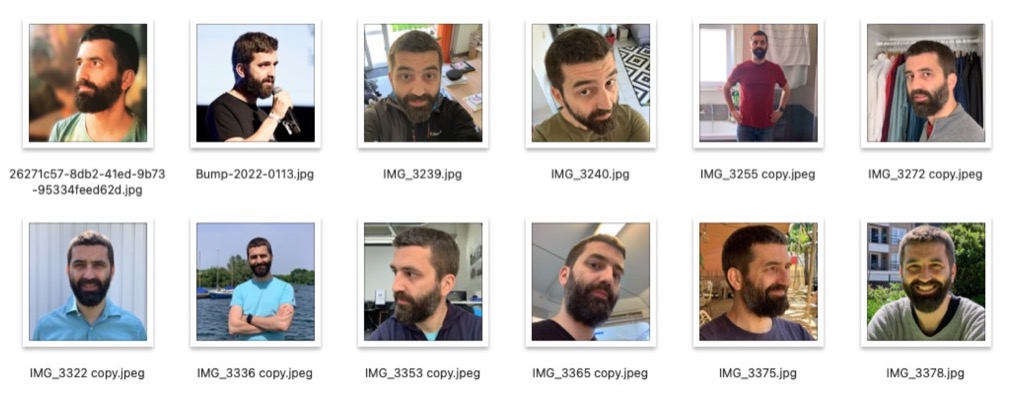 26271c57-8db2-41ed-9b73
-95334feed62d.jpg
Bump-2022-0113.jpg
IMG_3239.jpg
IMG_3240.jpg
IMG_3255 copy.jpeg
IMG_3272 copy.jpeg
IMG_3322 copy.jpeg
IMG_3336 copy.jpeg
IMG_3353 copy.jpeg
IMG_3365 copy.jpeg
IMG_3375.jpg
IMG_3378.jpg